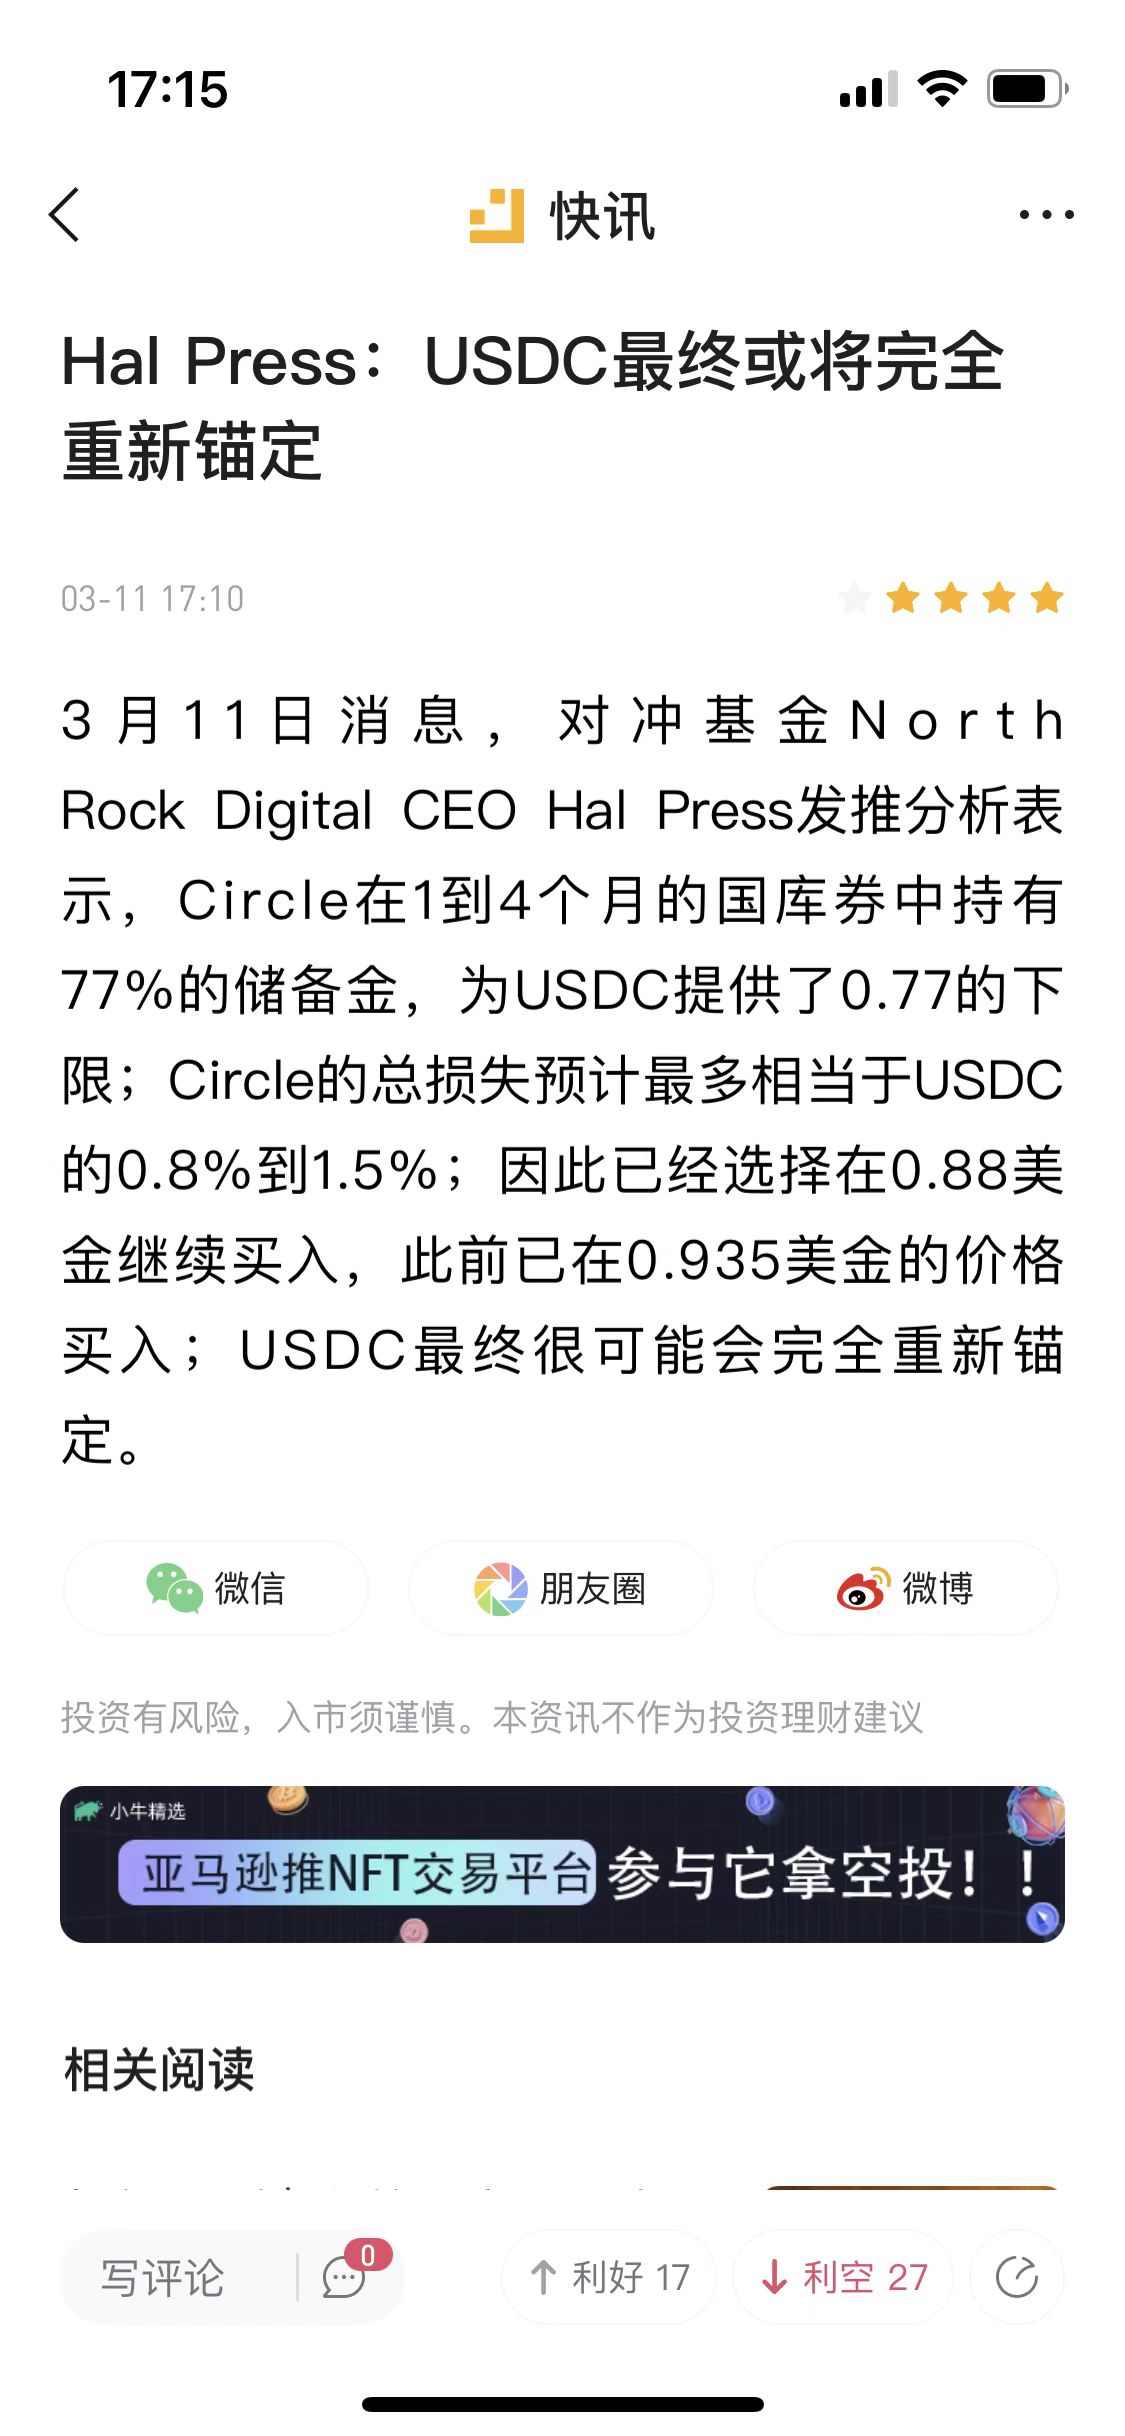 17:15
快讯
Hal Press：USDC最终或将完全
重新锚定
03-11 17:10
3月11日消息，对冲基金North
Rock Digital CEO Hal Press发推分析表
示，Circle在1到4个月的国库券中持有
77%的储备金，为USDC提供了0.77的下
限；Circle的总损失预计最多相当于USDC
的0.8%到1.5%；因此已经选择在0.88美
金继续买入，此前已在0.935美金的价格
买入；USDC最终很可能会完全重新锚
定。
微信 朋友圈 微博
投资有风险，入市须谨慎。本资讯不作为投资理财建议
小牛精选
亚马逊推NFT交易平台 参与它拿空投！！
相关阅读
写评论 0 利好 17 利空 27